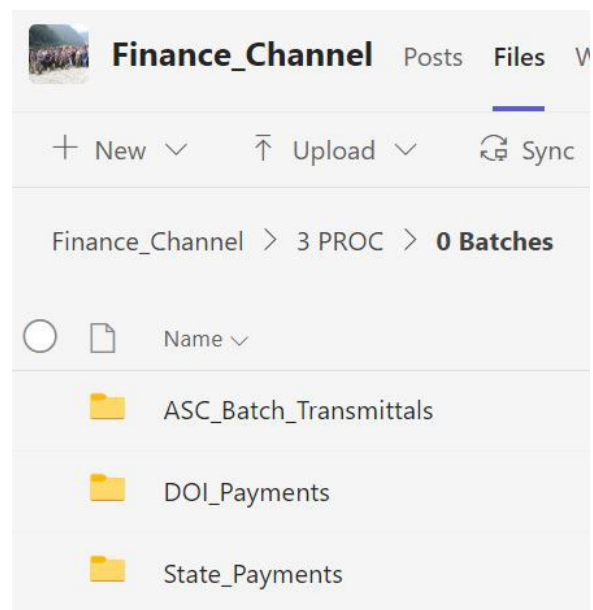 Finance_Channel Posts Files
+ New Upload Sync
Finance_Channel > 3 PROC > 0 Batches
Name
ASC_Batch_Transmittals
DOI_Payments
State_Payments